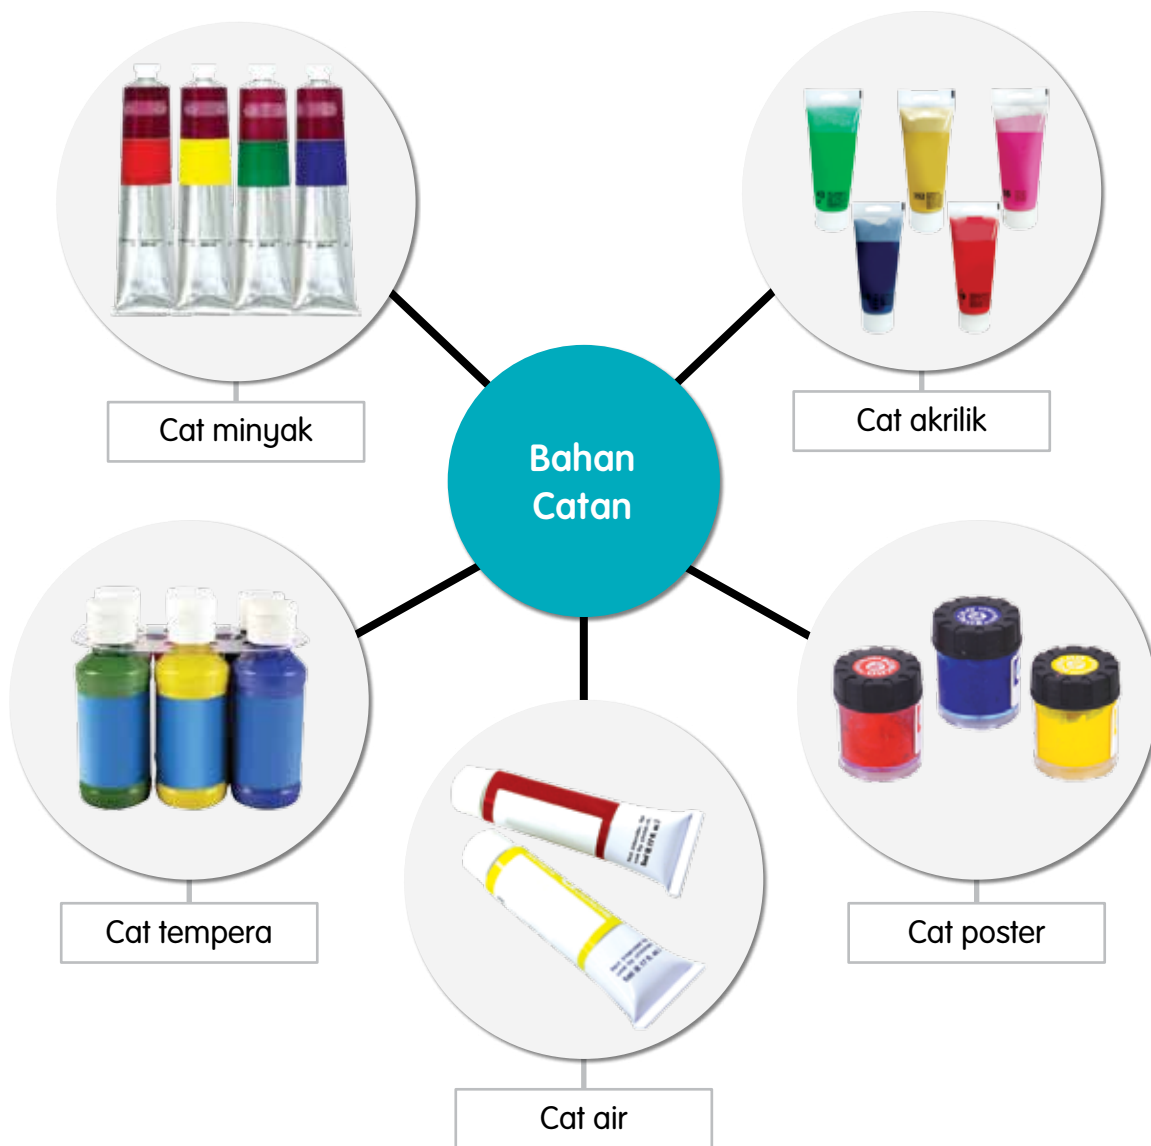 Cat minyak
Cat akrilik
Bahan
Catan
Cat tempera
Cat poster
Cat air